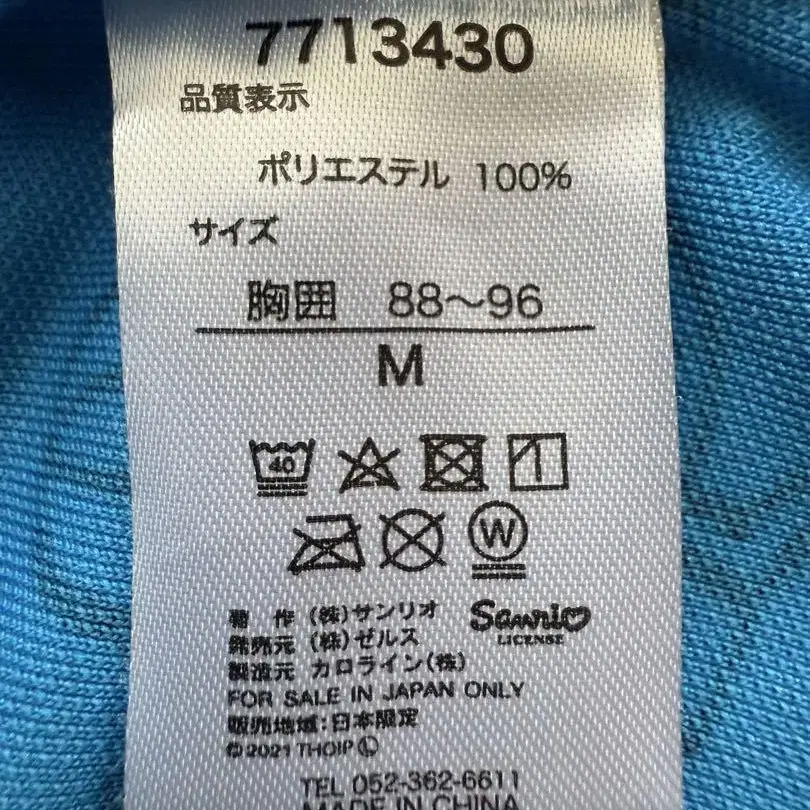 7713430
品質表示
ポリエステル 100%
サイズ
胸囲 88〜96
M
40
W
著 作 (株)サンリオ
Sanrio
LICENSE
発売元 (株)ゼルス
製造元 カロライン(株)
FOR SALE IN JAPAN ONLY
販売地域:日本限定
©2021 THOIP Ⓛ
TEL 052-362-6611
MADE IN CHINA